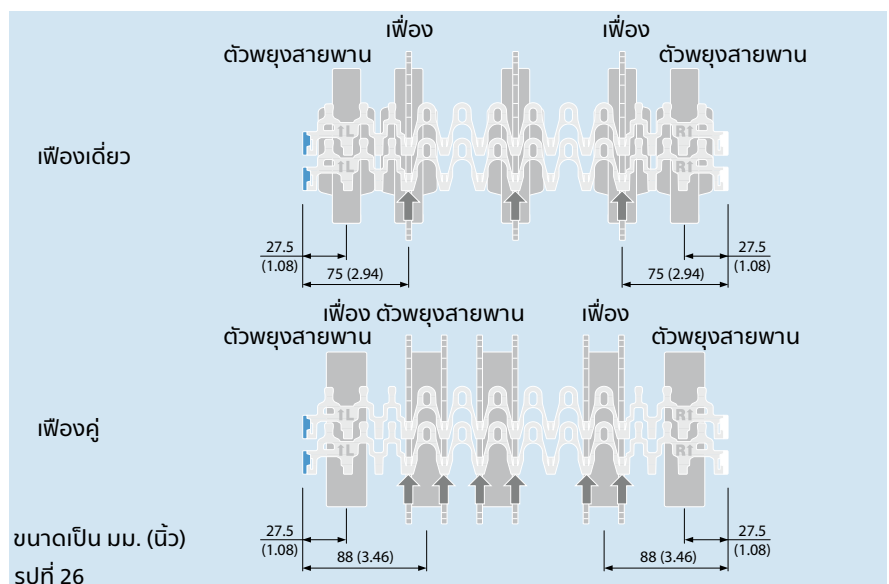 เฟือง เฟือง
ตัวพยุงสายพาน ตัวพยุงสายพาน
↑L R↑
เฟืองเดี่ยว
↑L R↑
27.5 27.5
(1.08) (1.08)
75 (2.94) 75 (2.94)
เฟือง ตัวพยุงสายพาน เฟือง
ตัวพยุงสายพาน ตัวพยุงสายพาน
↑L R↑
เฟืองคู่
↑L R↑
27.5 27.5
(1.08) (1.08)
88 (3.46) 88 (3.46)
ขนาดเป็น มม. (นิ้ว)
รูปที่ 26